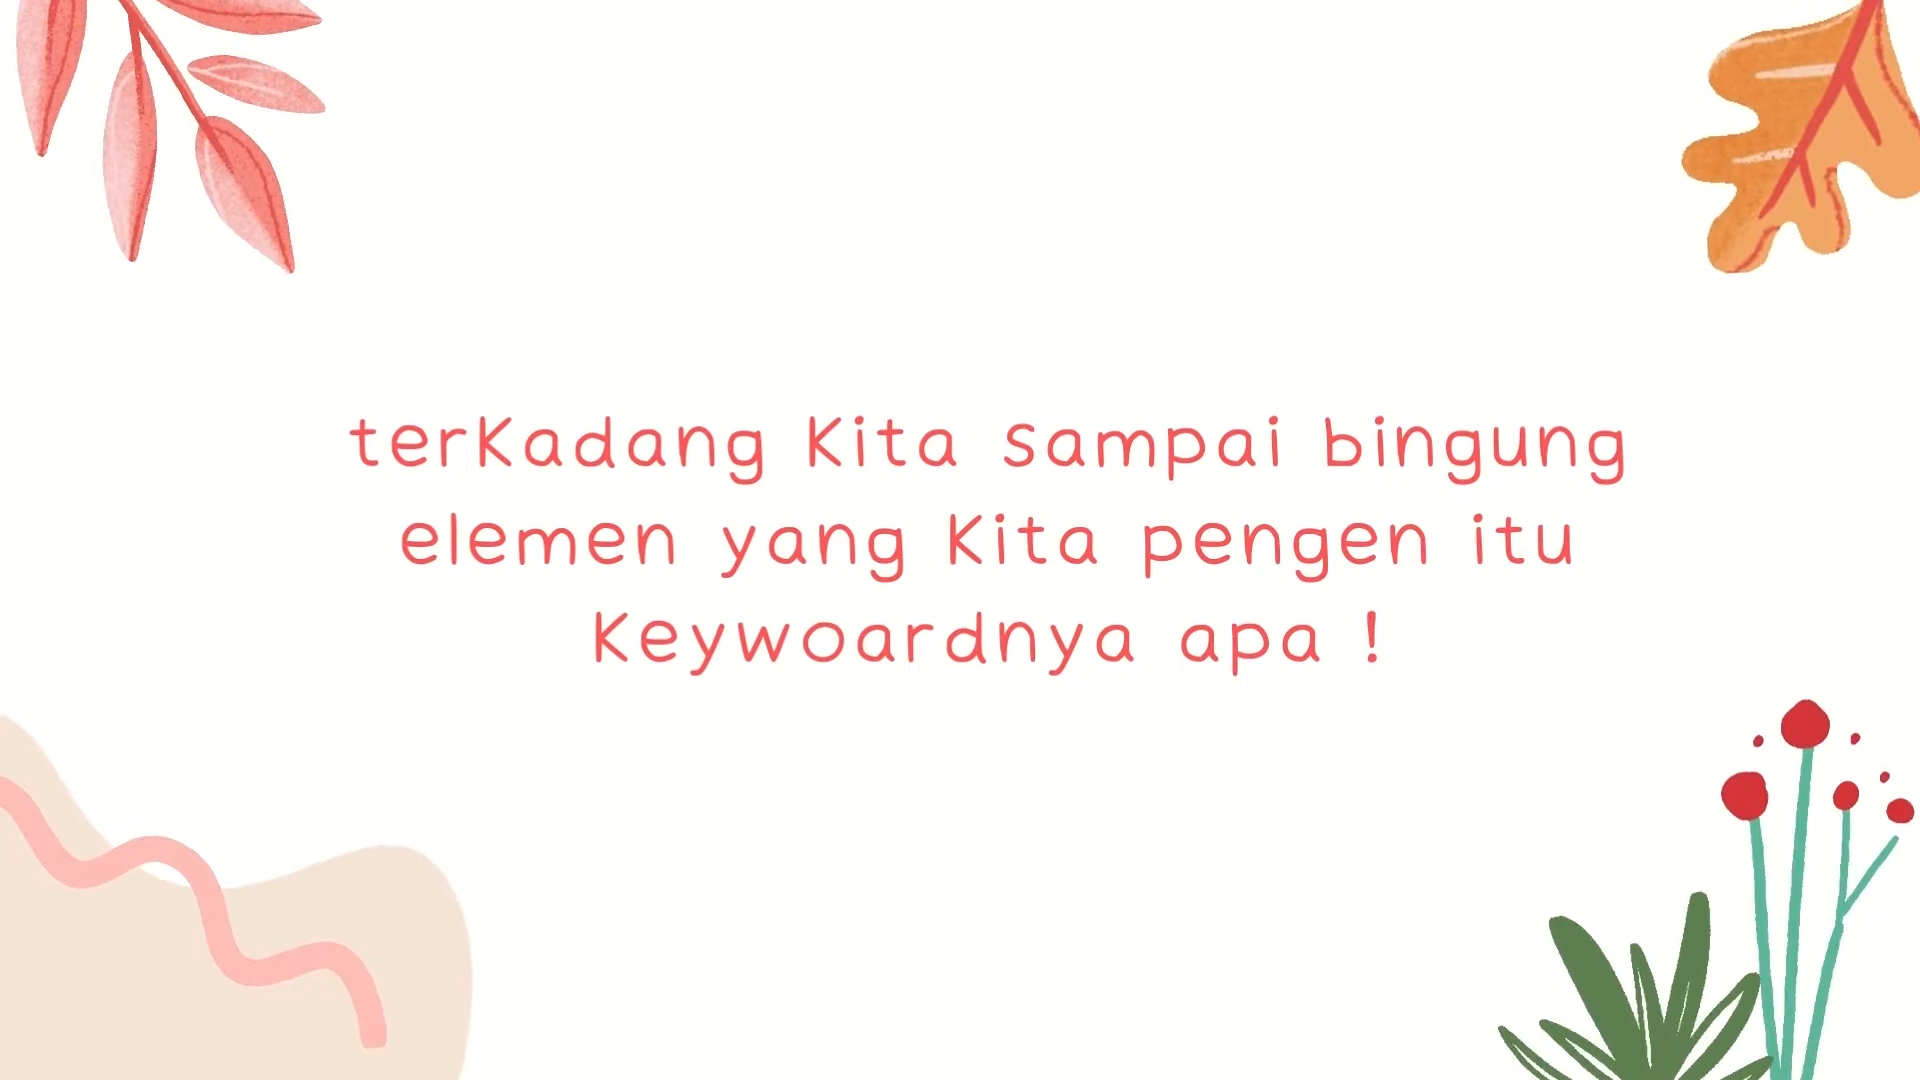 terkadang kita sampai bingung
elemen yang kita pengen itu
keywoardnya apa !